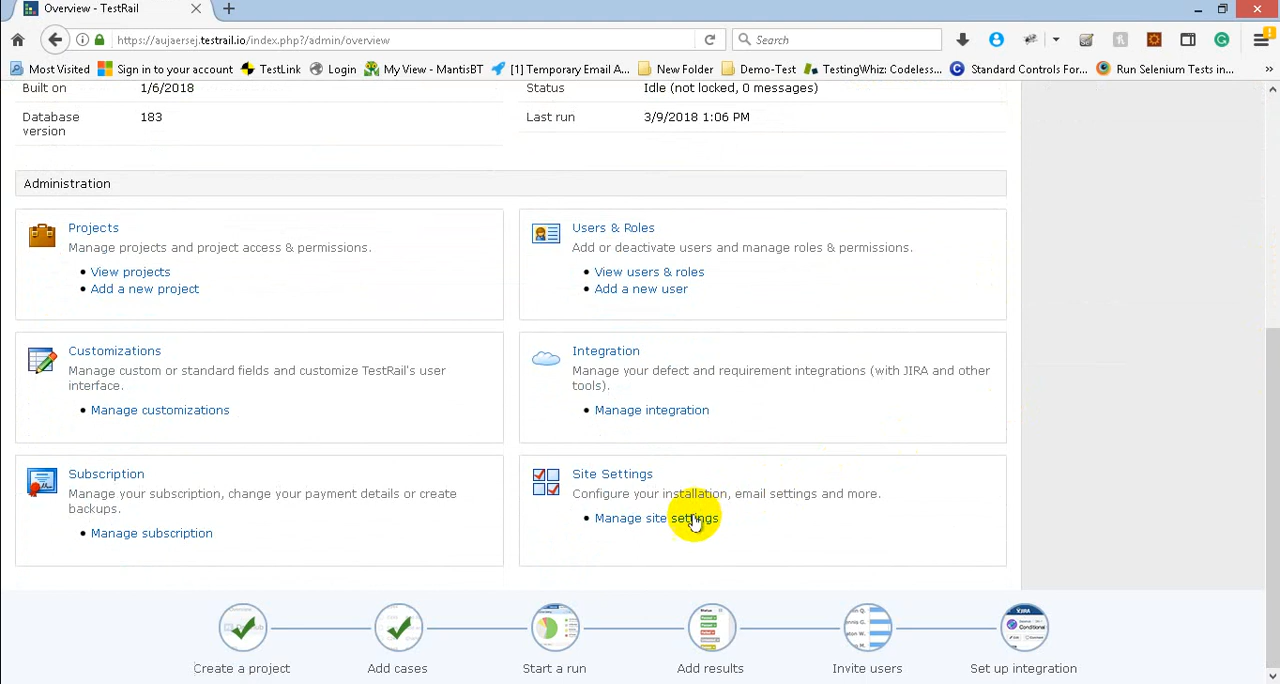 Overview - TestRail
https://aujaersej.testrail.io/index.php?/admin/overview
Search
Most Visited Sign in to your account TestLink Login My View - MantisBT [1] Temporary Email A... New Folder Demo-Test TestingWhiz: Codeless... Standard Controls For... Run Selenium Tests in...
Built on 1/6/2018
Status Idle (not locked, 0 messages)
Database version 183
Last run 3/9/2018 1:06 PM
Administration
Projects
Manage projects and project access & permissions.
• View projects
• Add a new project
Users & Roles
Add or deactivate users and manage roles & permissions.
• View users & roles
• Add a new user
Customizations
Manage custom or standard fields and customize TestRail's user
interface.
• Manage customizations
Integration
Manage your defect and requirement integrations (with JIRA and other
tools).
• Manage integration
Subscription
Manage your subscription, change your payment details or create
backups.
• Manage subscription
Site Settings
Configure your installation, email settings and more.
• Manage site settings
Create a project Add cases Start a run Add results Invite users Set up integration